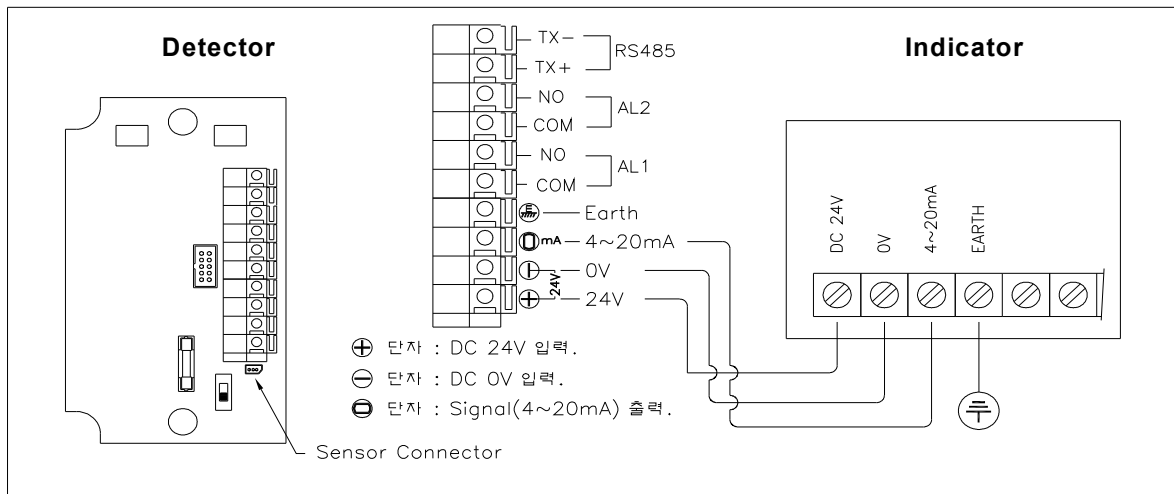 Detector
Indicator
TX-
TX+
RS485
NO
COM
AL2
NO
COM
AL1
E
Earth
mA
4~20mA
0V
24V
24V
DC 24V
0V
4~20mA
EARTH
단자 : DC 24V 입력.
단자 : DC 0V 입력.
단자 : Signal(4~20mA) 출력.
Sensor Connector